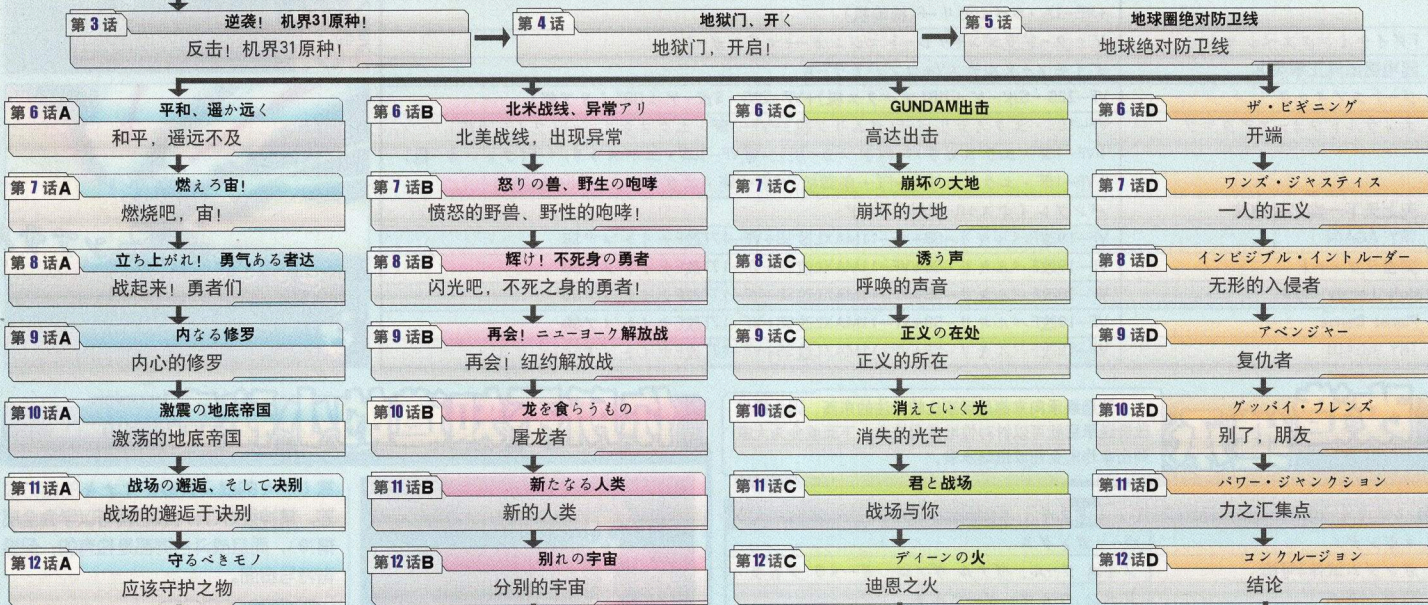 第3话
逆袭！ 机界31原种！
反击！机界31原种！
第4话
地狱门、开く
地狱门，开启！
第5话
地球圈绝对防卫线
地球绝对防卫线
第6话A
平和、遥か远く
和平，遥远不及
第7话A
燃えろ宙！
燃烧吧，宙！
第8话A
立ち上がれ！ 勇气ある者达
战起来！勇者们
第9话A
内なる修罗
内心的修罗
第10话A
激震の地底帝国
激荡的地底帝国
第11话A
战场の邂逅、そして决别
战场的邂逅于诀别
第12话A
守るべきモノ
应该守护之物
第6话B
北米战线、异常アリ
北美战线，出现异常
第7话B
怒りの兽、野生の咆哮
愤怒的野兽、野性的咆哮！
第8话B
辉け！不死身の勇者
闪光吧，不死之身的勇者！
第9话B
再会！ニューヨーク解放战
再会！纽约解放战
第10话B
龙を食らうもの
屠龙者
第11话B
新たなる人类
新的人类
第12话B
别れの宇宙
分别的宇宙
第6话C
GUNDAM出击
高达出击
第7话C
崩坏の大地
崩坏的大地
第8话C
诱う声
呼唤的声音
第9话C
正义の在处
正义的所在
第10话C
消えていく光
消失的光芒
第11话C
君と战场
战场与你
第12话C
ディーンの火
迪恩之火
第6话D
ザ・ビギニング
开端
第7话D
ワンズ・ジャスティス
一人的正义
第8话D
インビジブル・イントルーダー
无形的入侵者
第9话D
アベンジャー
复仇者
第10话D
グッバイ・フレンズ
别了，朋友
第11话D
パワー・ジャンクション
力之汇集点
第12话D
コンクルージョン
结论